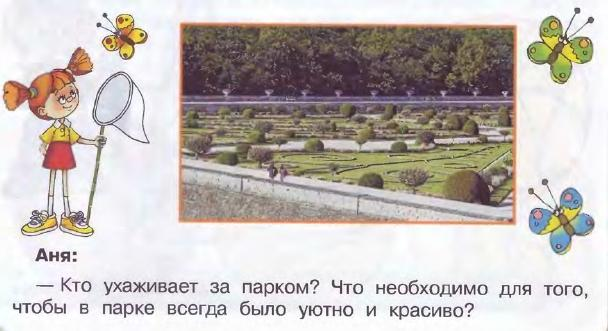 Аня:
— Кто ухаживает за парком? Что необходимо для того,
чтобы в парке всегда было уютно и красиво?